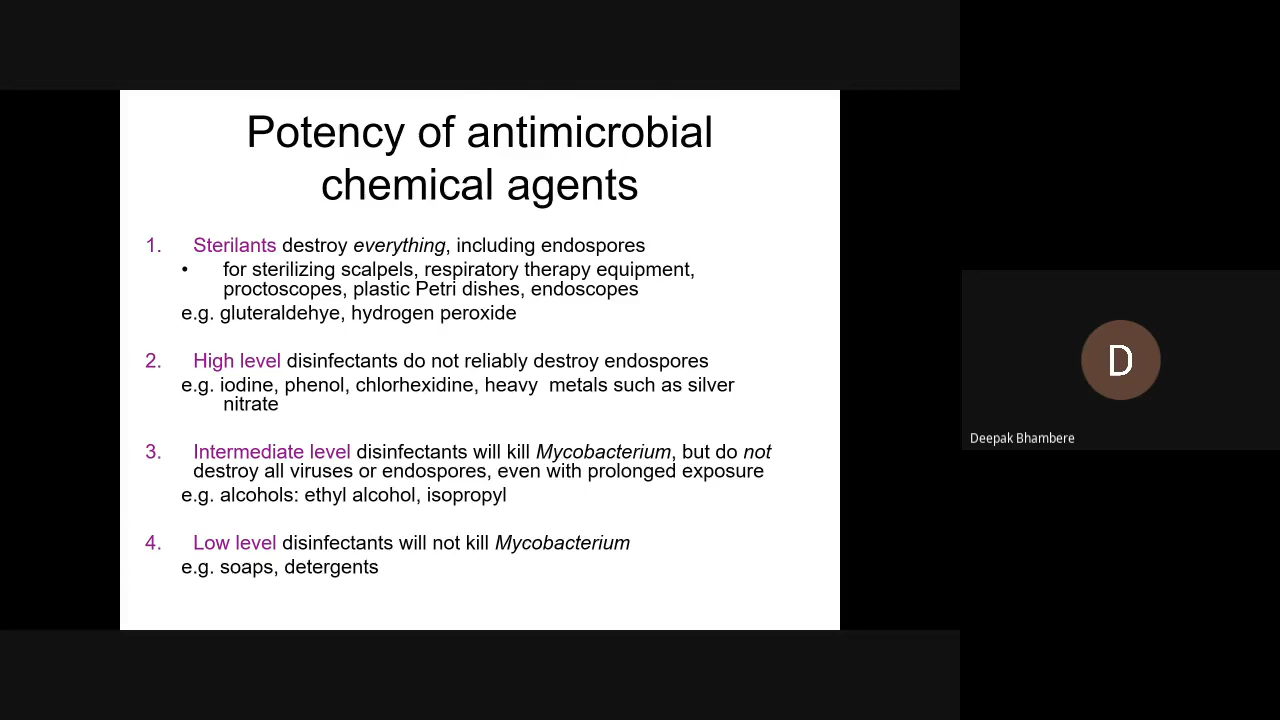 Potency of antimicrobial
chemical agents
1. Sterilants destroy everything, including endospores
• for sterilizing scalpels, respiratory therapy equipment,
proctoscopes, plastic Petri dishes, endoscopes
e.g. gluteraldehye, hydrogen peroxide
2. High level disinfectants do not reliably destroy endospores
e.g. iodine, phenol, chlorhexidine, heavy metals such as silver
nitrate
3. Intermediate level disinfectants will kill Mycobacterium, but do not
destroy all viruses or endospores, even with prolonged exposure
e.g. alcohols: ethyl alcohol, isopropyl
4. Low level disinfectants will not kill Mycobacterium
e.g. soaps, detergents
D
Deepak Bhambere